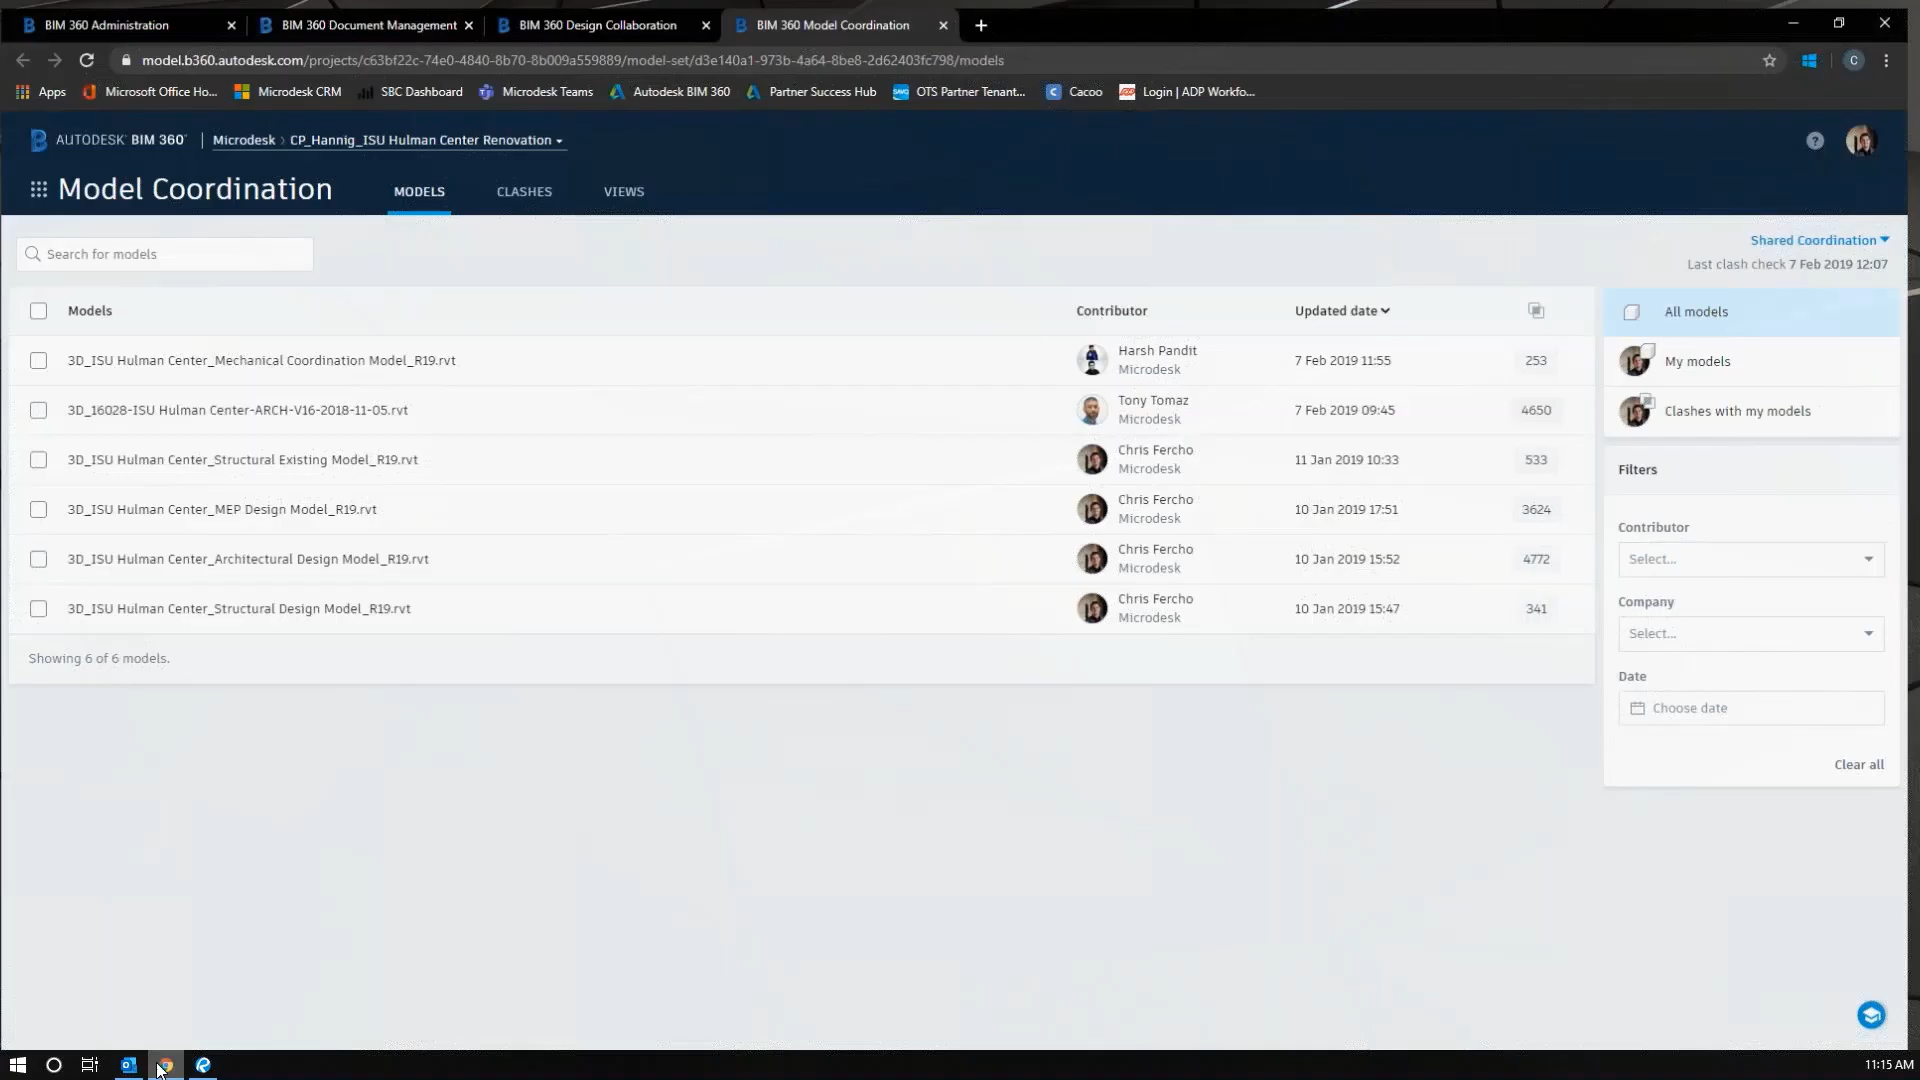 BIM 360 Administration
BIM 360 Document Management
BIM 360 Design Collaboration
BIM 360 Model Coordination
model.b360.autodesk.com/projects/c63bf22c-74e0-4840-8b70-8b009a559889/model-set/d3e140a1-973b-4a64-8be8-2d62403fc798/models
C
Apps
Microsoft Office Ho...
Microdesk CRM
SBC Dashboard
Microdesk Teams
Autodesk BIM 360
Partner Success Hub
OTS Partner Tenant...
Cacoo
Login | ADP Workfo...
AUTODESK® BIM 360™
Microdesk > CP_Hannig_ISU Hulman Center Renovation
Model Coordination
MODELS
CLASHES
VIEWS
Search for models
Shared Coordination
Last clash check 7 Feb 2019 12:07
Models Contributor Updated date
3D_ISU Hulman Center_Mechanical Coordination Model_R19.rvt
Harsh Pandit
Microdesk
7 Feb 2019 11:55
253
3D_16028-ISU Hulman Center-ARCH-V16-2018-11-05.rvt
Tony Tomaz
Microdesk
7 Feb 2019 09:45
4650
3D_ISU Hulman Center_Structural Existing Model_R19.rvt
Chris Fercho
Microdesk
11 Jan 2019 10:33
533
3D_ISU Hulman Center_MEP Design Model_R19.rvt
Chris Fercho
Microdesk
10 Jan 2019 17:51
3624
3D_ISU Hulman Center_Architectural Design Model_R19.rvt
Chris Fercho
Microdesk
10 Jan 2019 15:52
4772
3D_ISU Hulman Center_Structural Design Model_R19.rvt
Chris Fercho
Microdesk
10 Jan 2019 15:47
341
Showing 6 of 6 models.
All models
My models
Clashes with my models
Filters
Contributor
Select...
Company
Select...
Date
Choose date
Clear all
11:15 AM